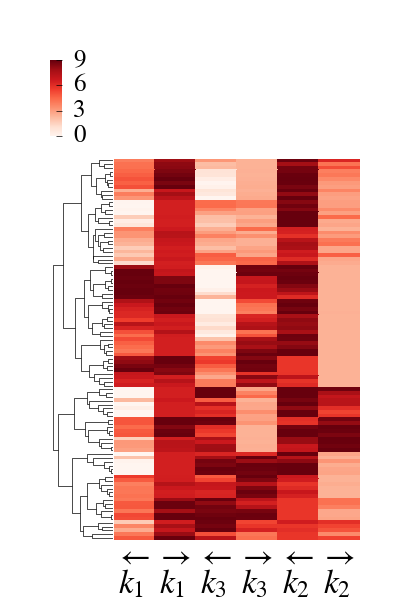 9
6
3
0
← → ← → ← →
k₁ k₁ k₃ k₃ k₂ k₂